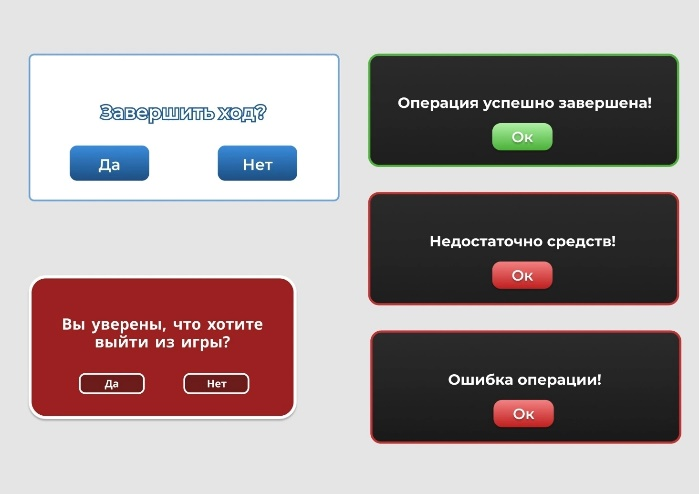 Завершить ход?
Да
Нет
Вы уверены, что хотите
выйти из игры?
Да
Нет
Операция успешно завершена!
Ок
Недостаточно средств!
Ок
Ошибка операции!
Ок